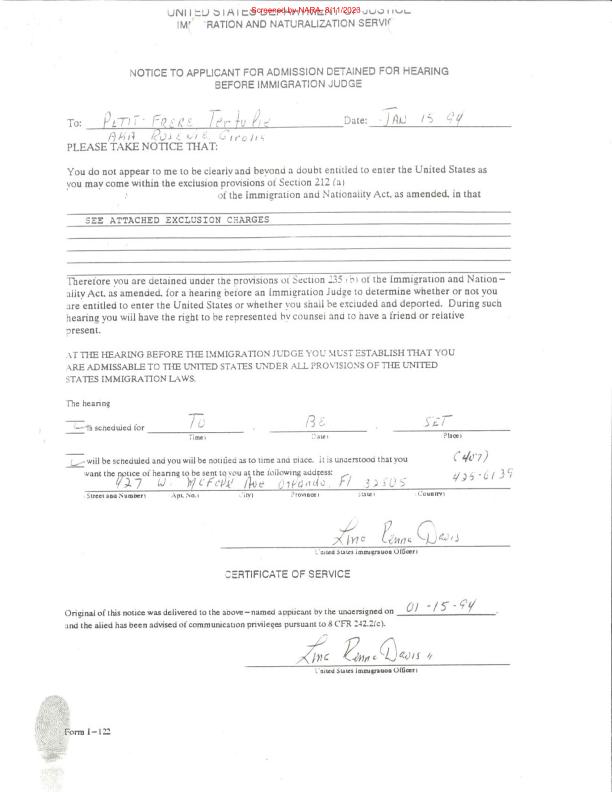 UNITED STATES DEPARTMENT OF JUSTICE
Screened by NARA, 8/11/2023
IMMIGRATION AND NATURALIZATION SERVICE
NOTICE TO APPLICANT FOR ADMISSION DETAINED FOR HEARING
BEFORE IMMIGRATION JUDGE
To: PETIT-FRERE Tertulie Date: JAN 15 94
AKA ROSENIE
PLEASE TAKE NOTICE THAT:
You do not appear to me to be clearly and beyond a doubt entitled to enter the United States as
you may come within the exclusion provisions of Section 212 (a)
of the Immigration and Nationality Act, as amended, in that
SEE ATTACHED EXCLUSION CHARGES
Therefore you are detained under the provisions of Section 235 (b) of the Immigration and Nation-
ality Act, as amended, for a hearing before an Immigration Judge to determine whether or not you
are entitled to enter the United States or whether you shall be excluded and deported. During such
hearing you will have the right to be represented by counsel and to have a friend or relative
present.
AT THE HEARING BEFORE THE IMMIGRATION JUDGE YOU MUST ESTABLISH THAT YOU
ARE ADMISSABLE TO THE UNITED STATES UNDER ALL PROVISIONS OF THE UNITED
STATES IMMIGRATION LAWS.
The hearing
is scheduled for TO BE SET
(Time) (Date) (Place)
will be scheduled and you will be notified as to time and place. It is understood that you (407)
want the notice of hearing to be sent to you at the following address: 425-6139
427 W. Ave Orlando, Fl 32805
(Street and Number) (Apt. No.) (City) (Province) (State) (Country)
Davis
(United States Immigration Officer)
CERTIFICATE OF SERVICE
Original of this notice was delivered to the above-named applicant by the undersigned on 01-15-94.
and the alied has been advised of communication privileges pursuant to 8 CFR 242.2(c).
Davis
(United States Immigration Officer)
Form I-122